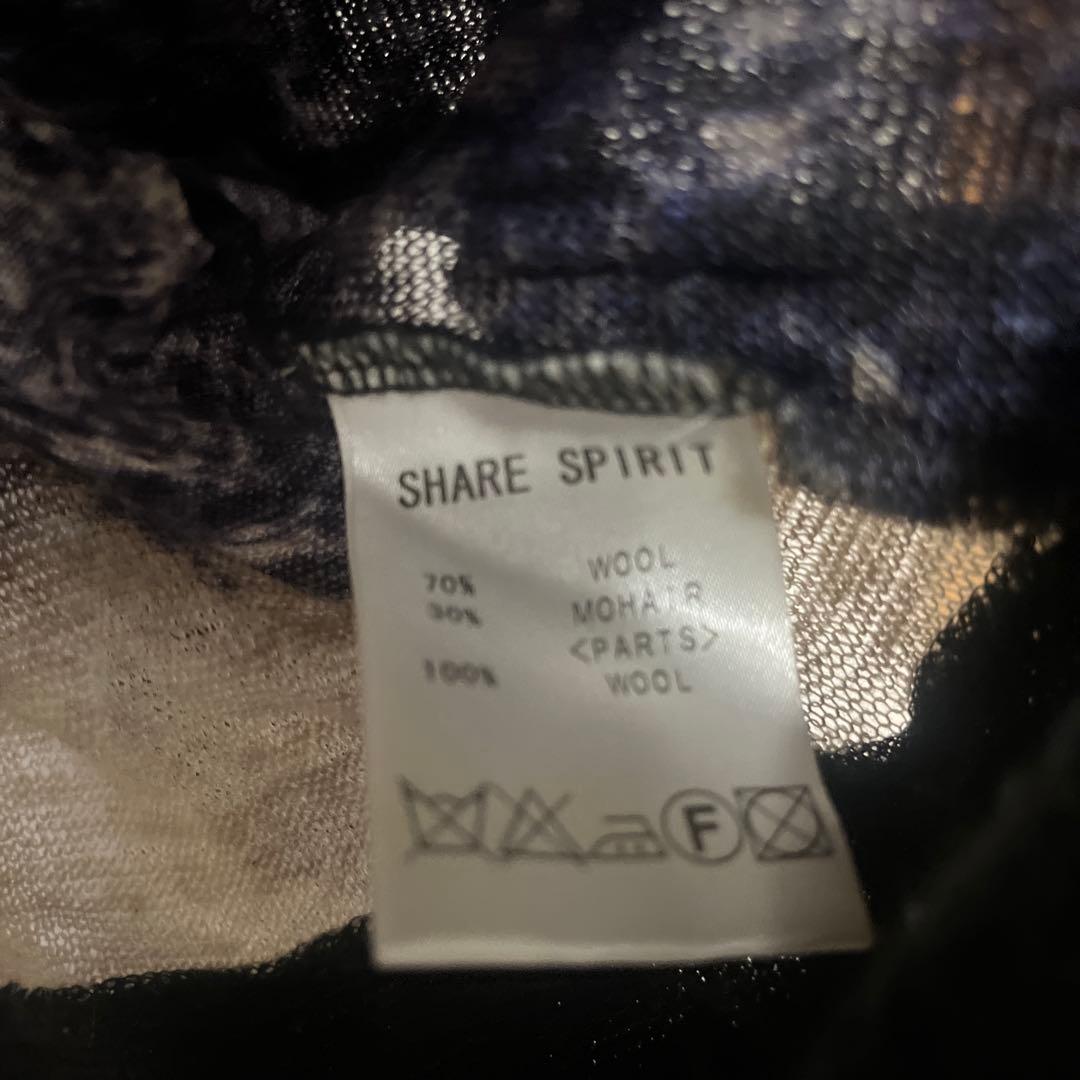 SHARE SPIRIT
70% WOOL
30% MOHAIR
<PARTS>
100% WOOL
F